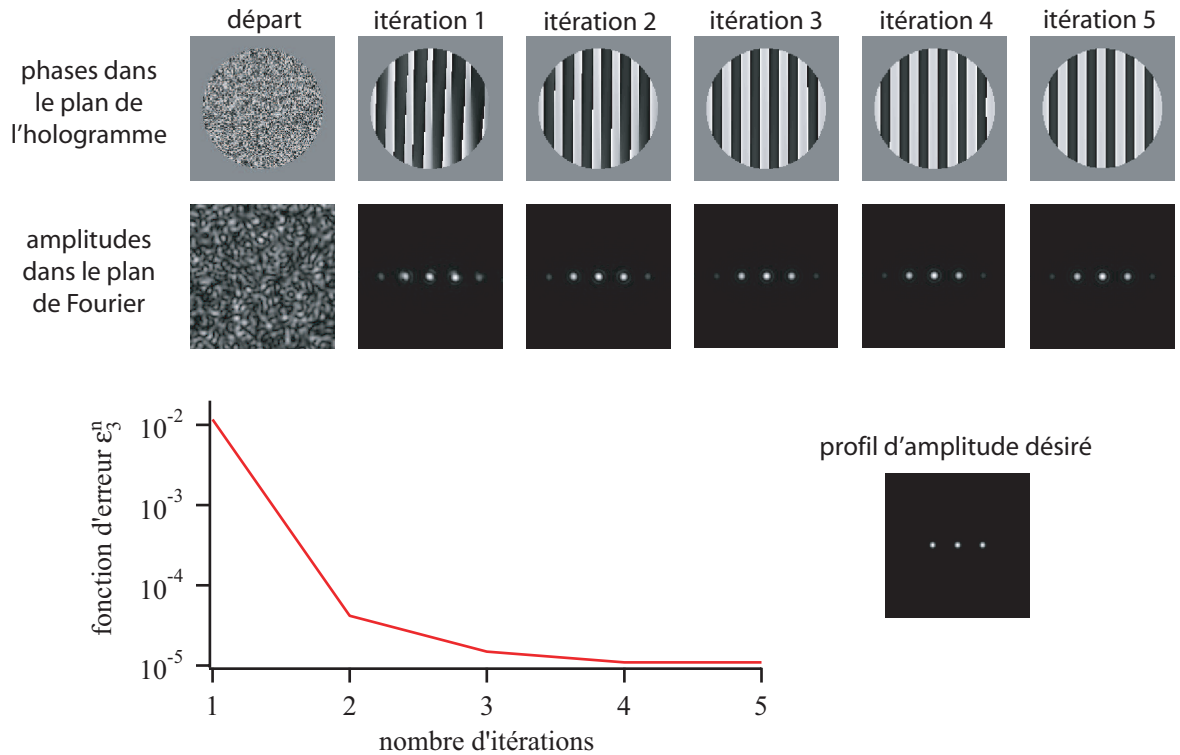 départ
itération 1
itération 2
itération 3
itération 4
itération 5
phases dans
le plan de
l'hologramme
amplitudes
dans le plan
de Fourier
fonction d'erreur ε₃ⁿ
10⁻²
10⁻³
10⁻⁴
10⁻⁵
1
2
3
4
5
nombre d'itérations
profil d'amplitude désiré